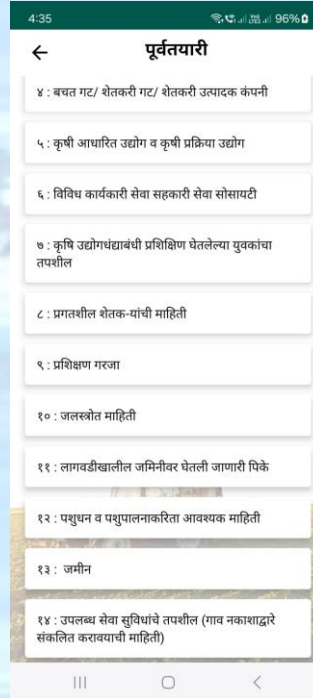 4:35
96%
पूर्वतयारी
४ : बचत गट/ शेतकरी गट/ शेतकरी उत्पादक कंपनी
५ : कृषी आधारित उद्योग व कृषी प्रक्रिया उद्योग
६ : विविध कार्यकारी सेवा सहकारी सेवा सोसायटी
७ : कृषि उद्योगधंद्याबंधी प्रशिक्षिण घेतलेल्या युवकांचा
तपशील
८ : प्रगतशील शेतक-यांची माहिती
९ : प्रशिक्षण गरजा
१० : जलस्त्रोत माहिती
११ : लागवडीखालील जमिनीवर घेतली जाणारी पिके
१२ : पशुधन व पशुपालनाकरिता आवश्यक माहिती
१३ : जमीन
१४ : उपलब्ध सेवा सुविधांचे तपशील (गाव नकाशाद्वारे
संकलित करावयाची माहिती)